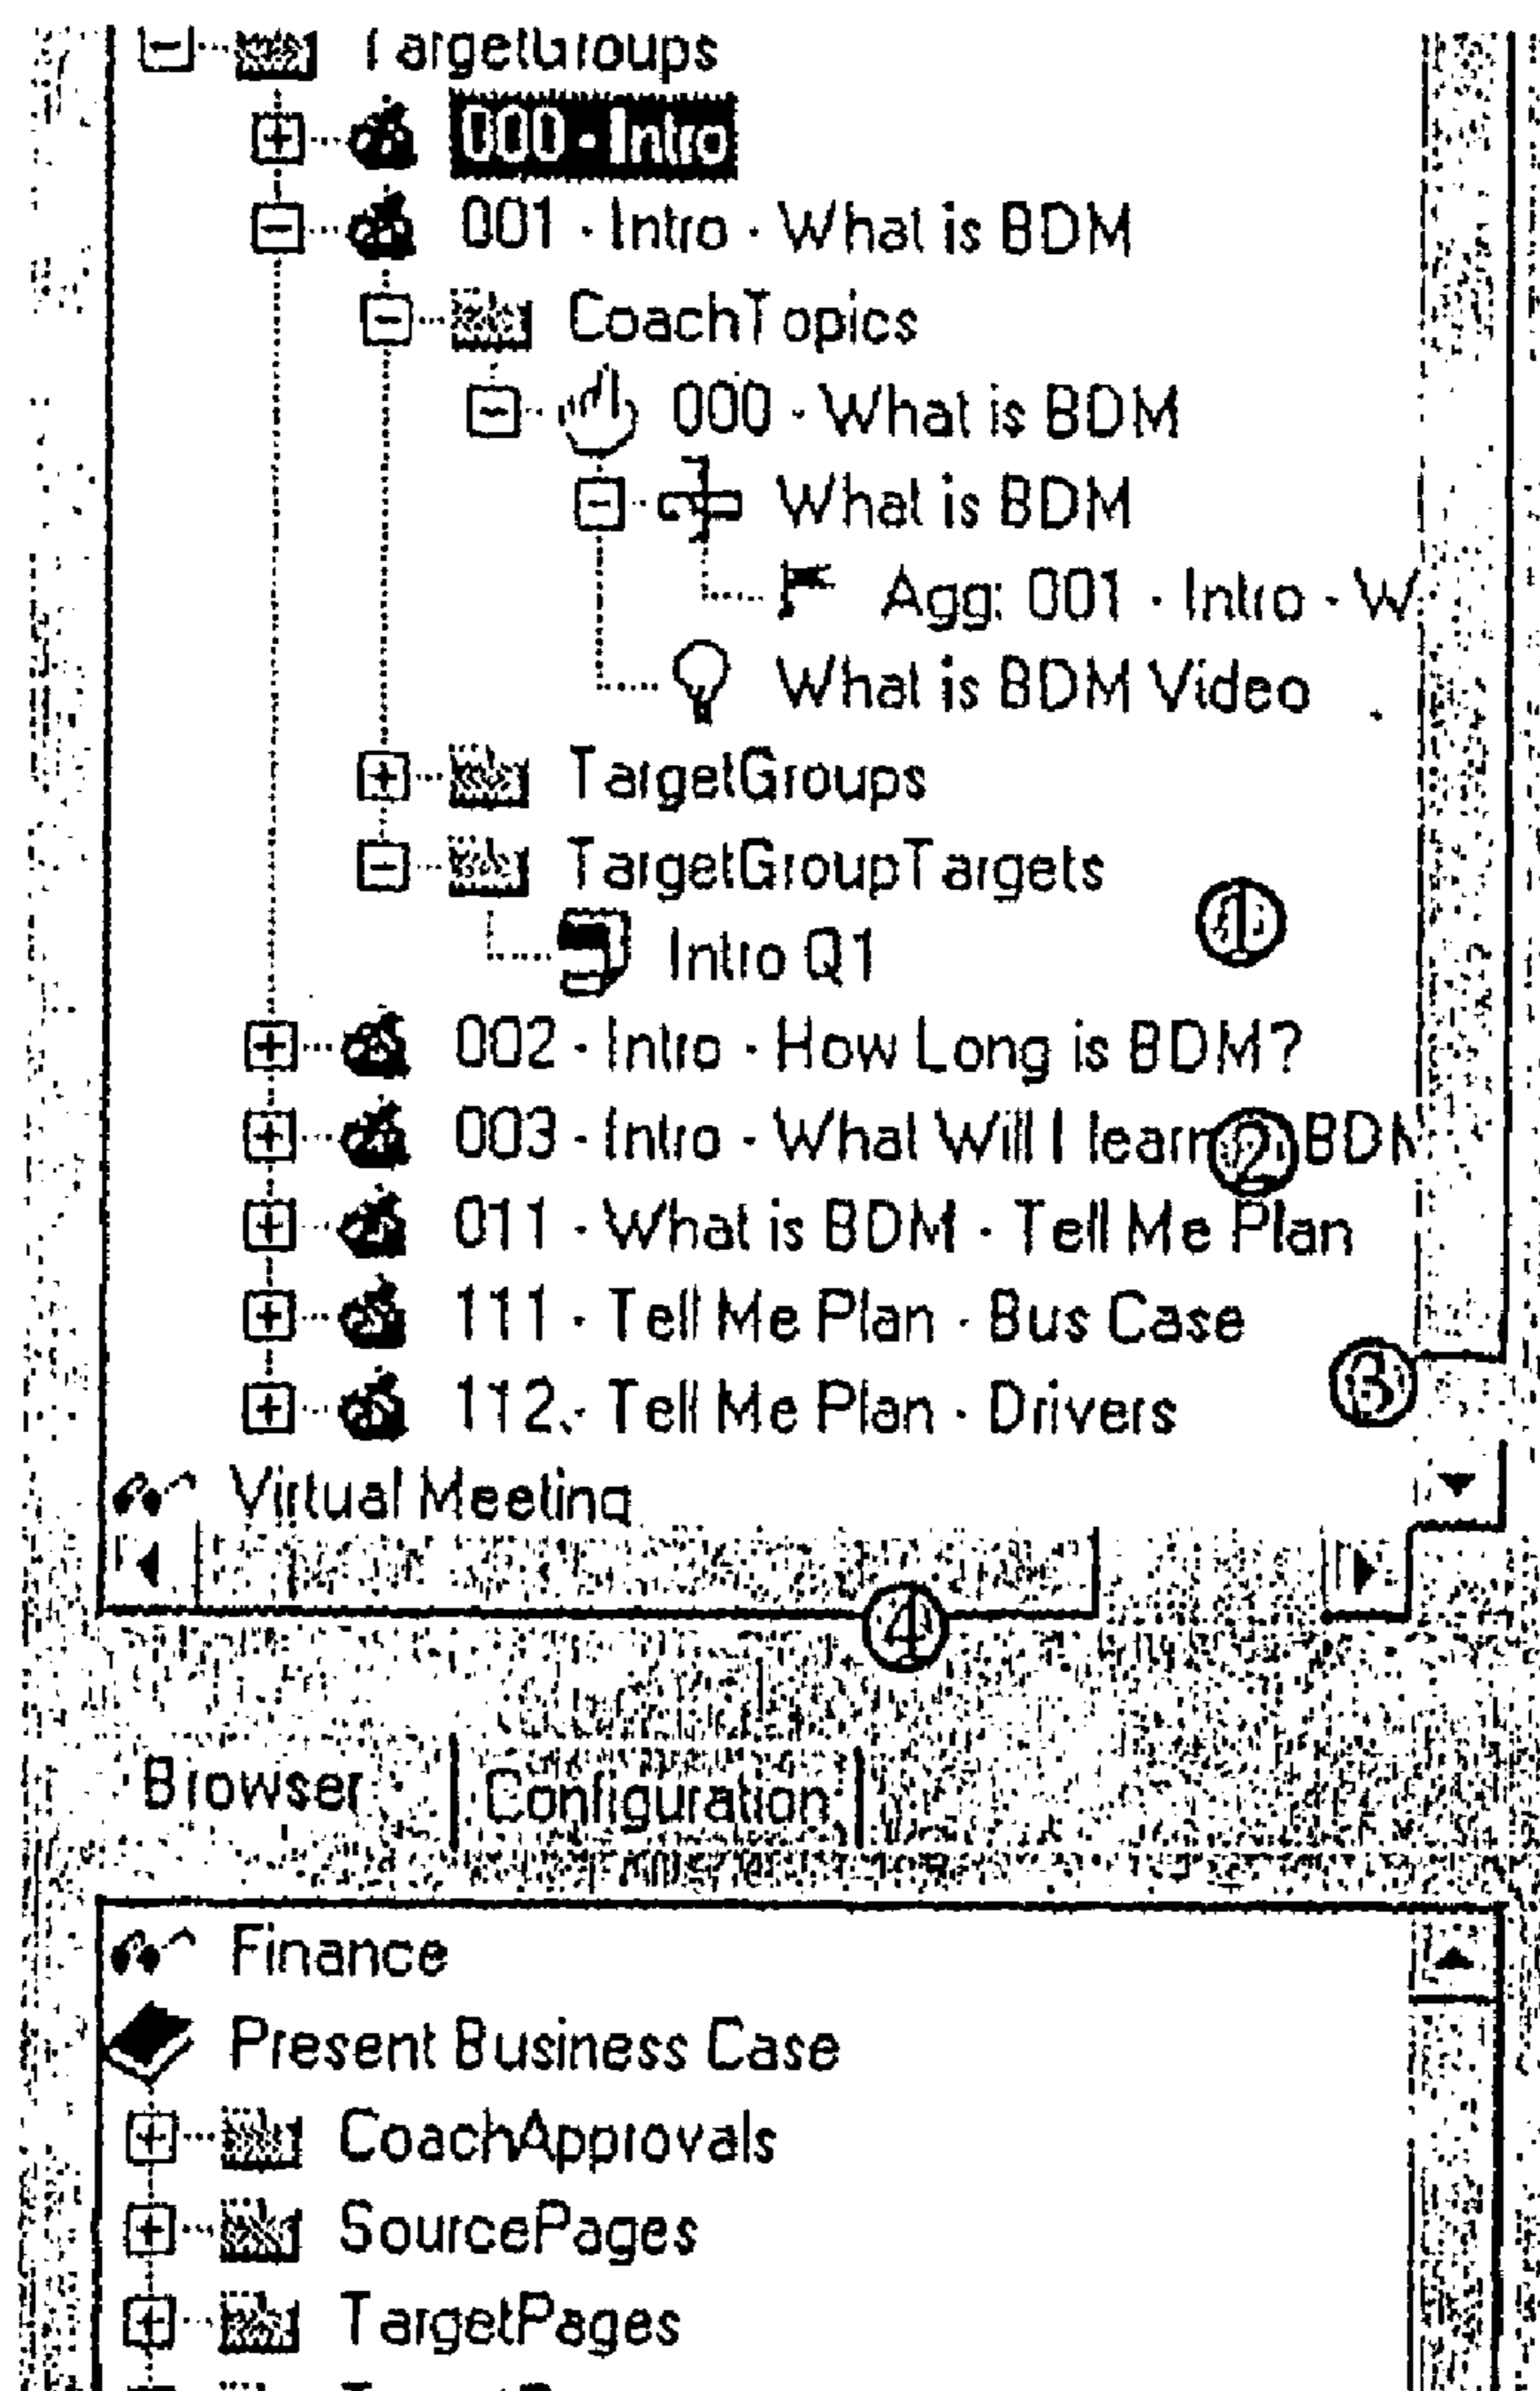 TargetGroups
000 - Intro
001 - Intro - What is BDM
CoachTopics
000 - What is BDM
What is BDM
Agg: 001 - Intro - W
What is BDM Video
TargetGroups
TargetGroupTargets
1
Intro Q1
002 - Intro - How Long is BDM?
003 - Intro - What Will I learn 2 BDM
011 - What is BDM - Tell Me Plan
111 - Tell Me Plan - Bus Case
3
112 - Tell Me Plan - Drivers
Virtual Meeting
4
Browser Configuration
Finance
Present Business Case
CoachApprovals
SourcePages
TargetPages